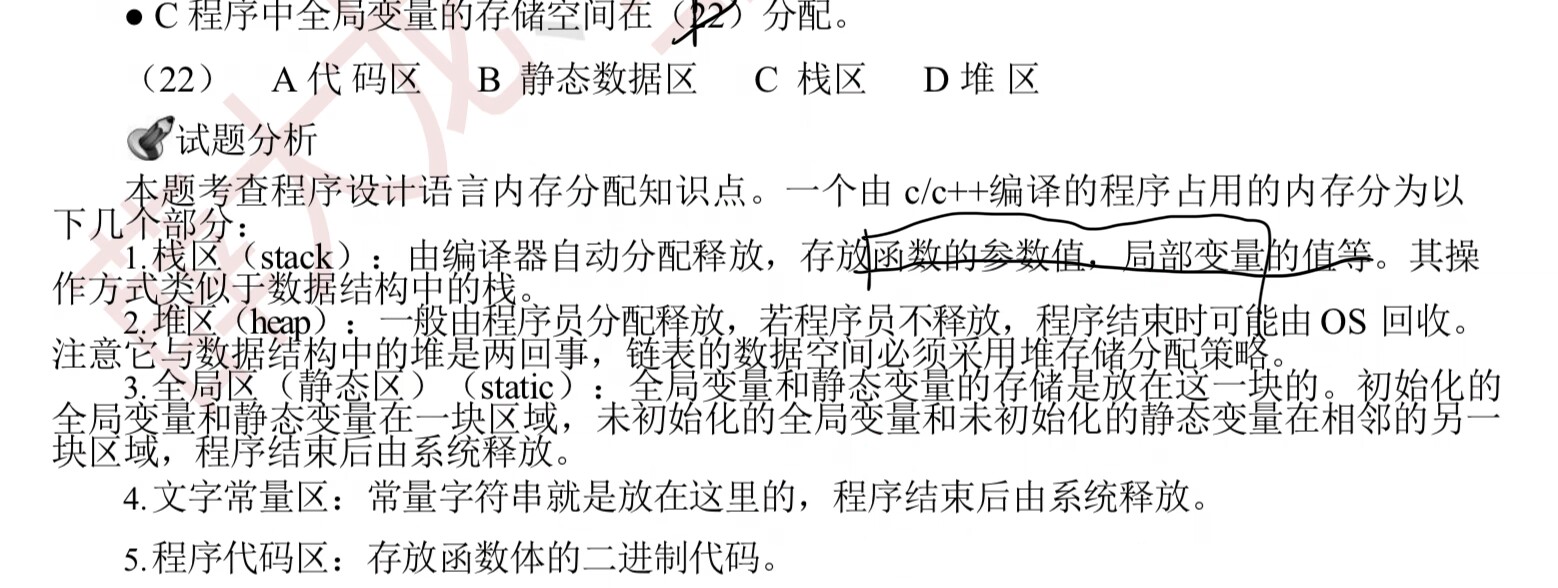 ● C 程序中全局变量的存储空间在（22）分配。
（22） A 代 码区 B 静态数据区 C 栈区 D 堆 区
试题分析
本题考查程序设计语言内存分配知识点。一个由 c/c++编译的程序占用的内存分为以
下几个部分：
1.栈区（stack）：由编译器自动分配释放，存放函数的参数值，局部变量的值等。其操
作方式类似于数据结构中的栈。
2.堆区（heap）：一般由程序员分配释放，若程序员不释放，程序结束时可能由 OS 回收。
注意它与数据结构中的堆是两回事，链表的数据空间必须采用堆存储分配策略。
3.全局区（静态区）（static）：全局变量和静态变量的存储是放在这一块的。初始化的
全局变量和静态变量在一块区域，未初始化的全局变量和未初始化的静态变量在相邻的另一
块区域，程序结束后由系统释放。
4.文字常量区：常量字符串就是放在这里的，程序结束后由系统释放。
5.程序代码区：存放函数体的二进制代码。